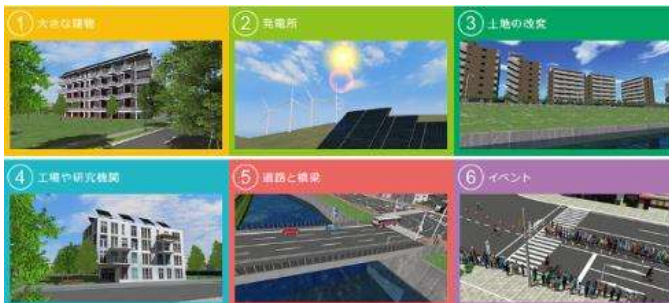 ① 大きな建物
② 発電所
③ 土地の改変
④ 工場や研究機関
⑤ 道路と橋梁
⑥ イベント